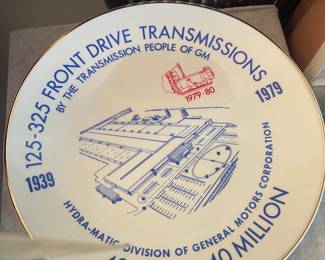 125-325 FRONT DRIVE TRANSMISSIONS
BY THE TRANSMISSION PEOPLE OF GM
1979-80
1939
1979
HYDRA-MATIC DIVISION OF GENERAL MOTORS CORPORATION
MILLION